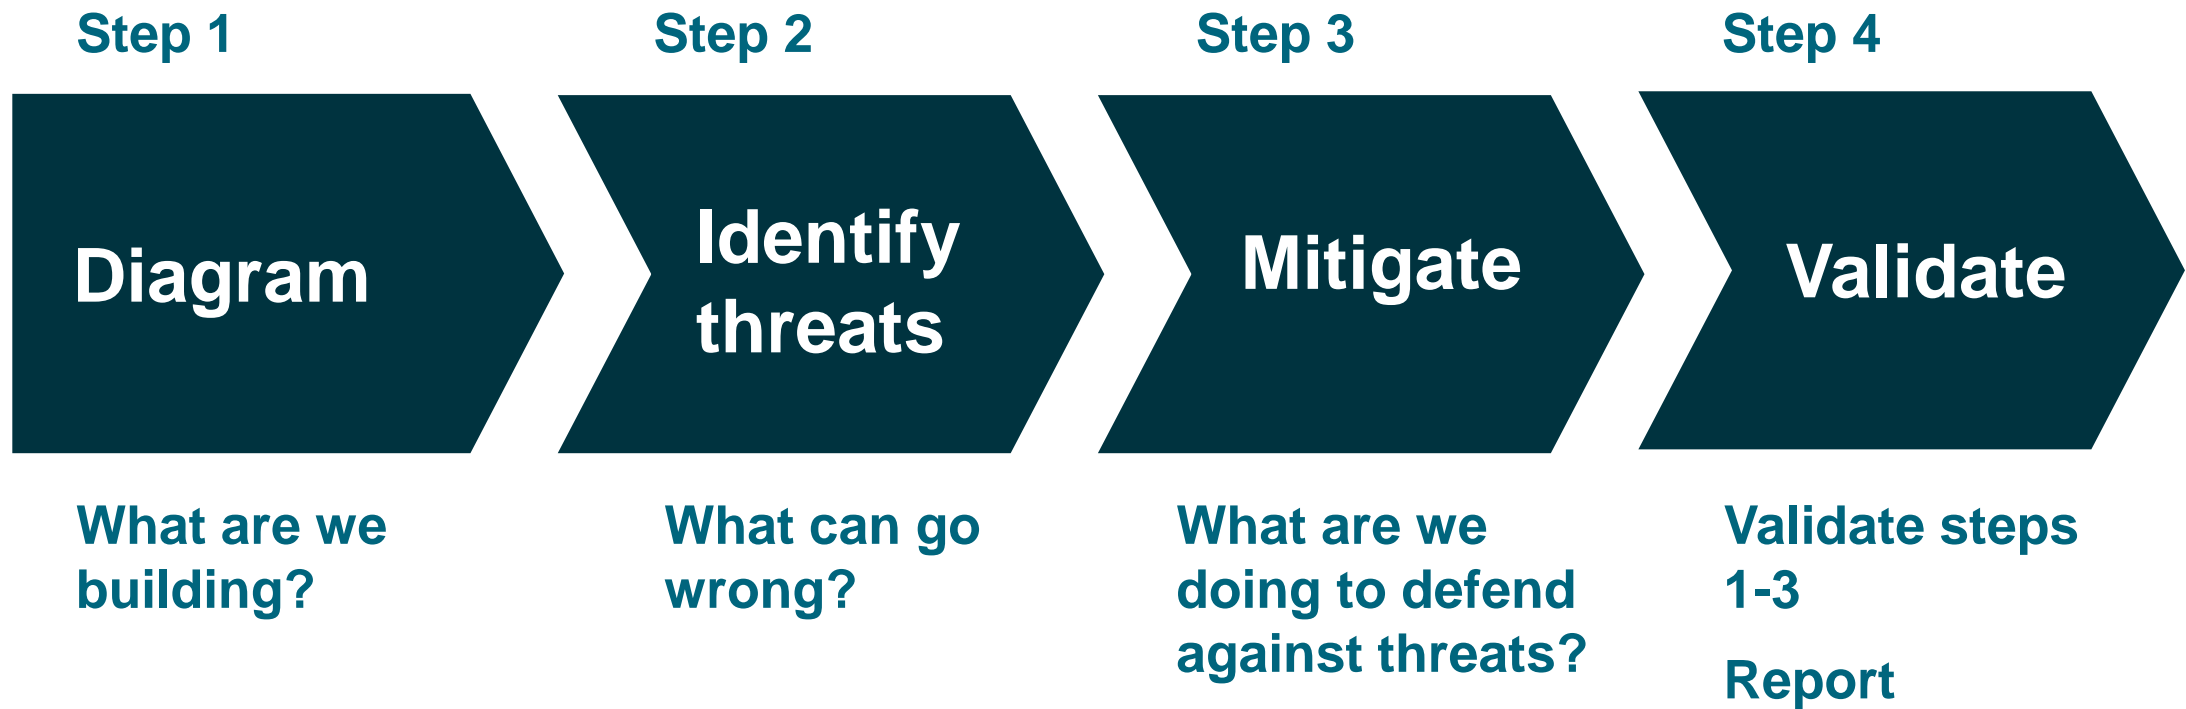 Step 1
Step 2
Step 3
Step 4
Diagram
Identify
threats
Mitigate
Validate
What are we
building?
What can go
wrong?
What are we
doing to defend
against threats?
Validate steps
1-3
Report